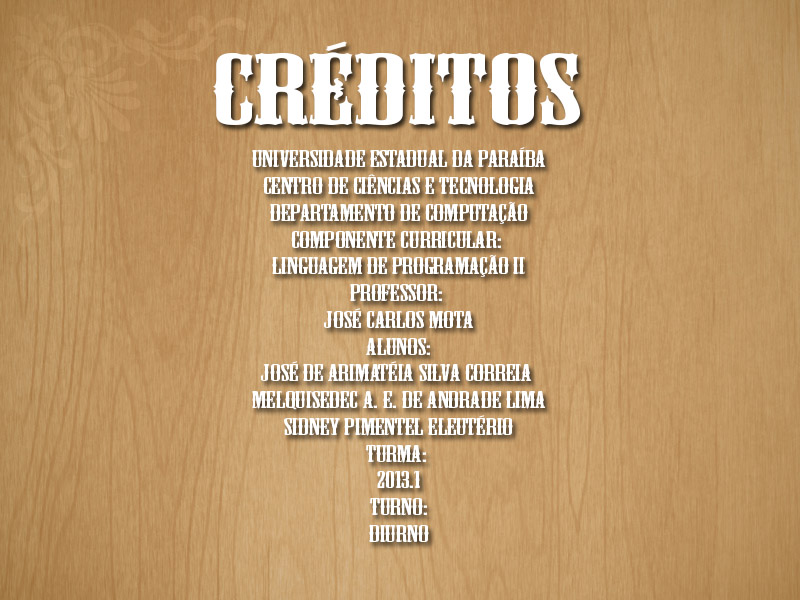 CRÉDITOS
UNIVERSIDADE ESTADUAL DA PARAÍBA
CENTRO DE CIÊNCIAS E TECNOLOGIA
DEPARTAMENTO DE COMPUTAÇÃO
COMPONENTE CURRICULAR:
LINGUAGEM DE PROGRAMAÇÃO II
PROFESSOR:
JOSÉ CARLOS MOTA
ALUNOS:
JOSÉ DE ARIMATÉIA SILVA CORREIA
MELQUISEDEC A. E. DE ANDRADE LIMA
SIDNEY PIMENTEL ELEUTÉRIO
TURMA:
2013.1
TURNO:
DIURNO